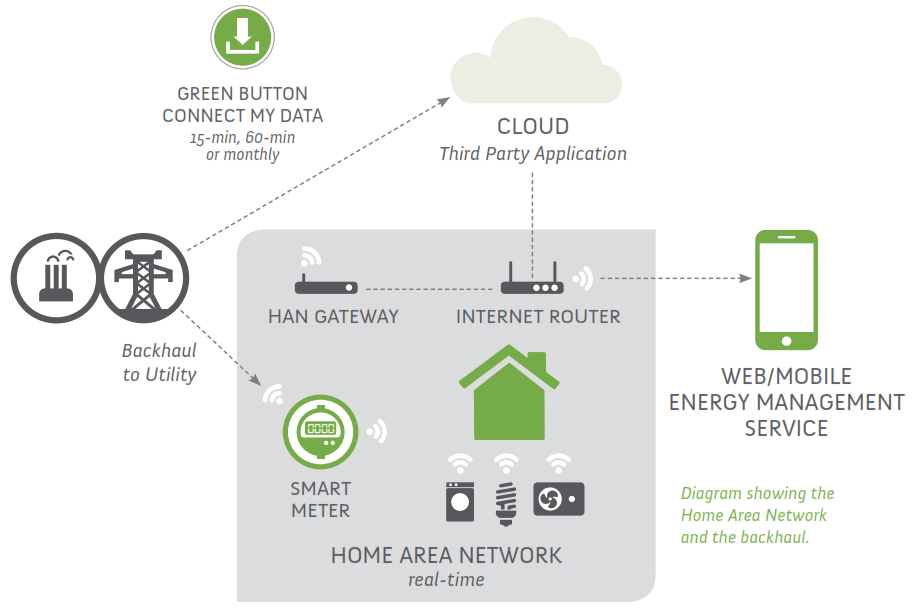 GREEN BUTTON
CONNECT MY DATA
15-min, 60-min
or monthly
CLOUD
Third Party Application
HAN GATEWAY
INTERNET ROUTER
Backhaul
to Utility
WEB/MOBILE
ENERGY MANAGEMENT
SERVICE
0000
SMART
METER
Diagram showing the
Home Area Network
and the backhaul.
HOME AREA NETWORK
real-time